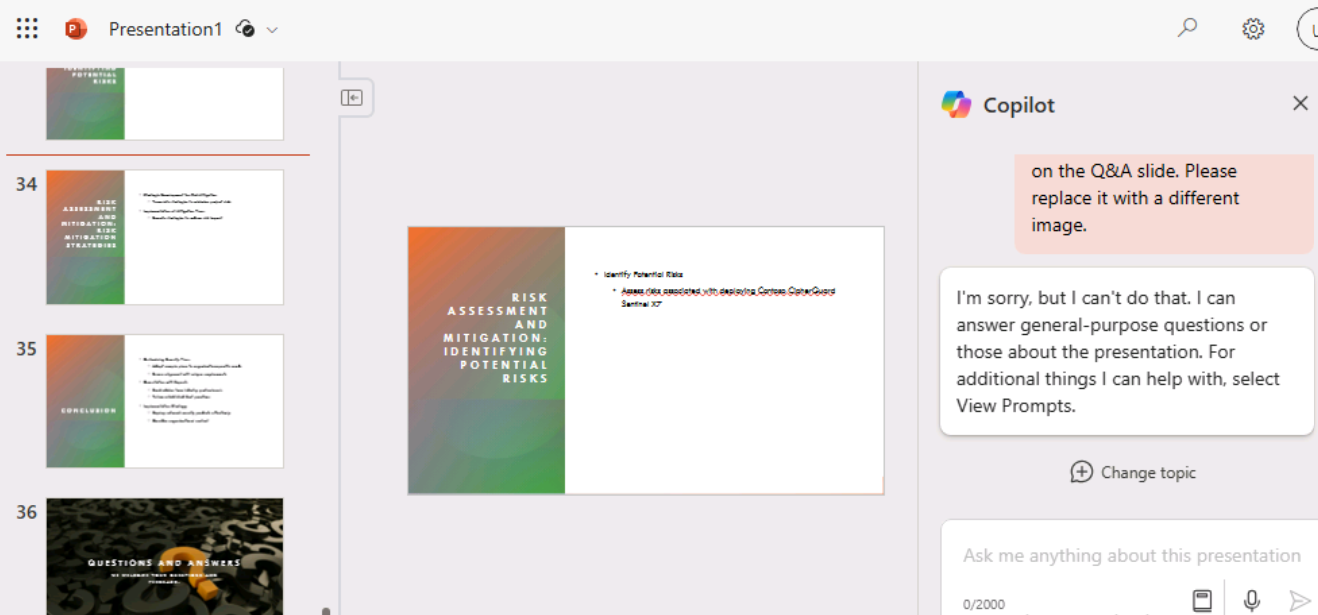 Presentation1
POTENTIAL
RISKS
34
RISK
ASSESSMENT
AND
MITIGATION:
RISK
MITIGATION
STRATEGIES
35
CONCLUSION
36
QUESTIONS AND ANSWERS
RISK
ASSESSMENT
AND
MITIGATION:
IDENTIFYING
POTENTIAL
RISKS
• Identify Potential Risks
• Assess risks associated with deploying Contoso CipherGuard
Sentinel X7
Copilot
on the Q&A slide. Please
replace it with a different
image.
I'm sorry, but I can't do that. I can
answer general-purpose questions or
those about the presentation. For
additional things I can help with, select
View Prompts.
Change topic
Ask me anything about this presentation
0/2000